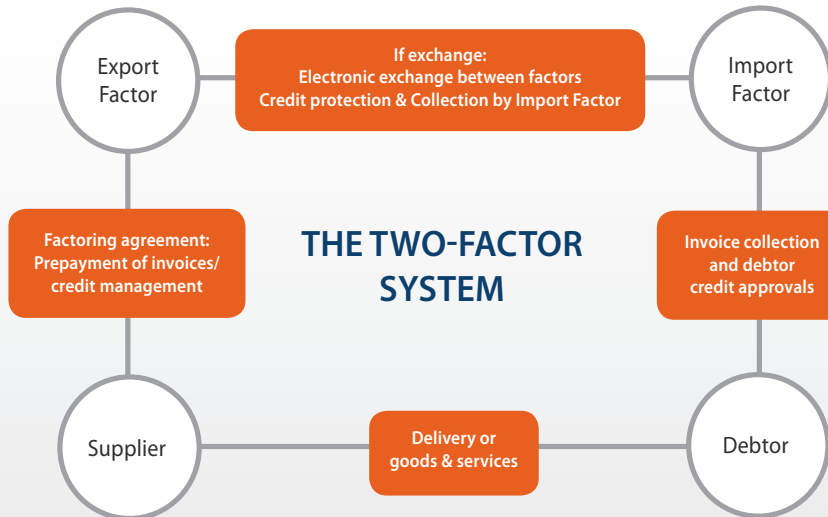 Export
Factor
If exchange:
Electronic exchange between factors
Credit protection & Collection by Import Factor
Import
Factor
Factoring agreement:
Prepayment of invoices/
credit management
THE TWO-FACTOR
SYSTEM
Invoice collection
and debtor
credit approvals
Supplier
Delivery or
goods & services
Debtor